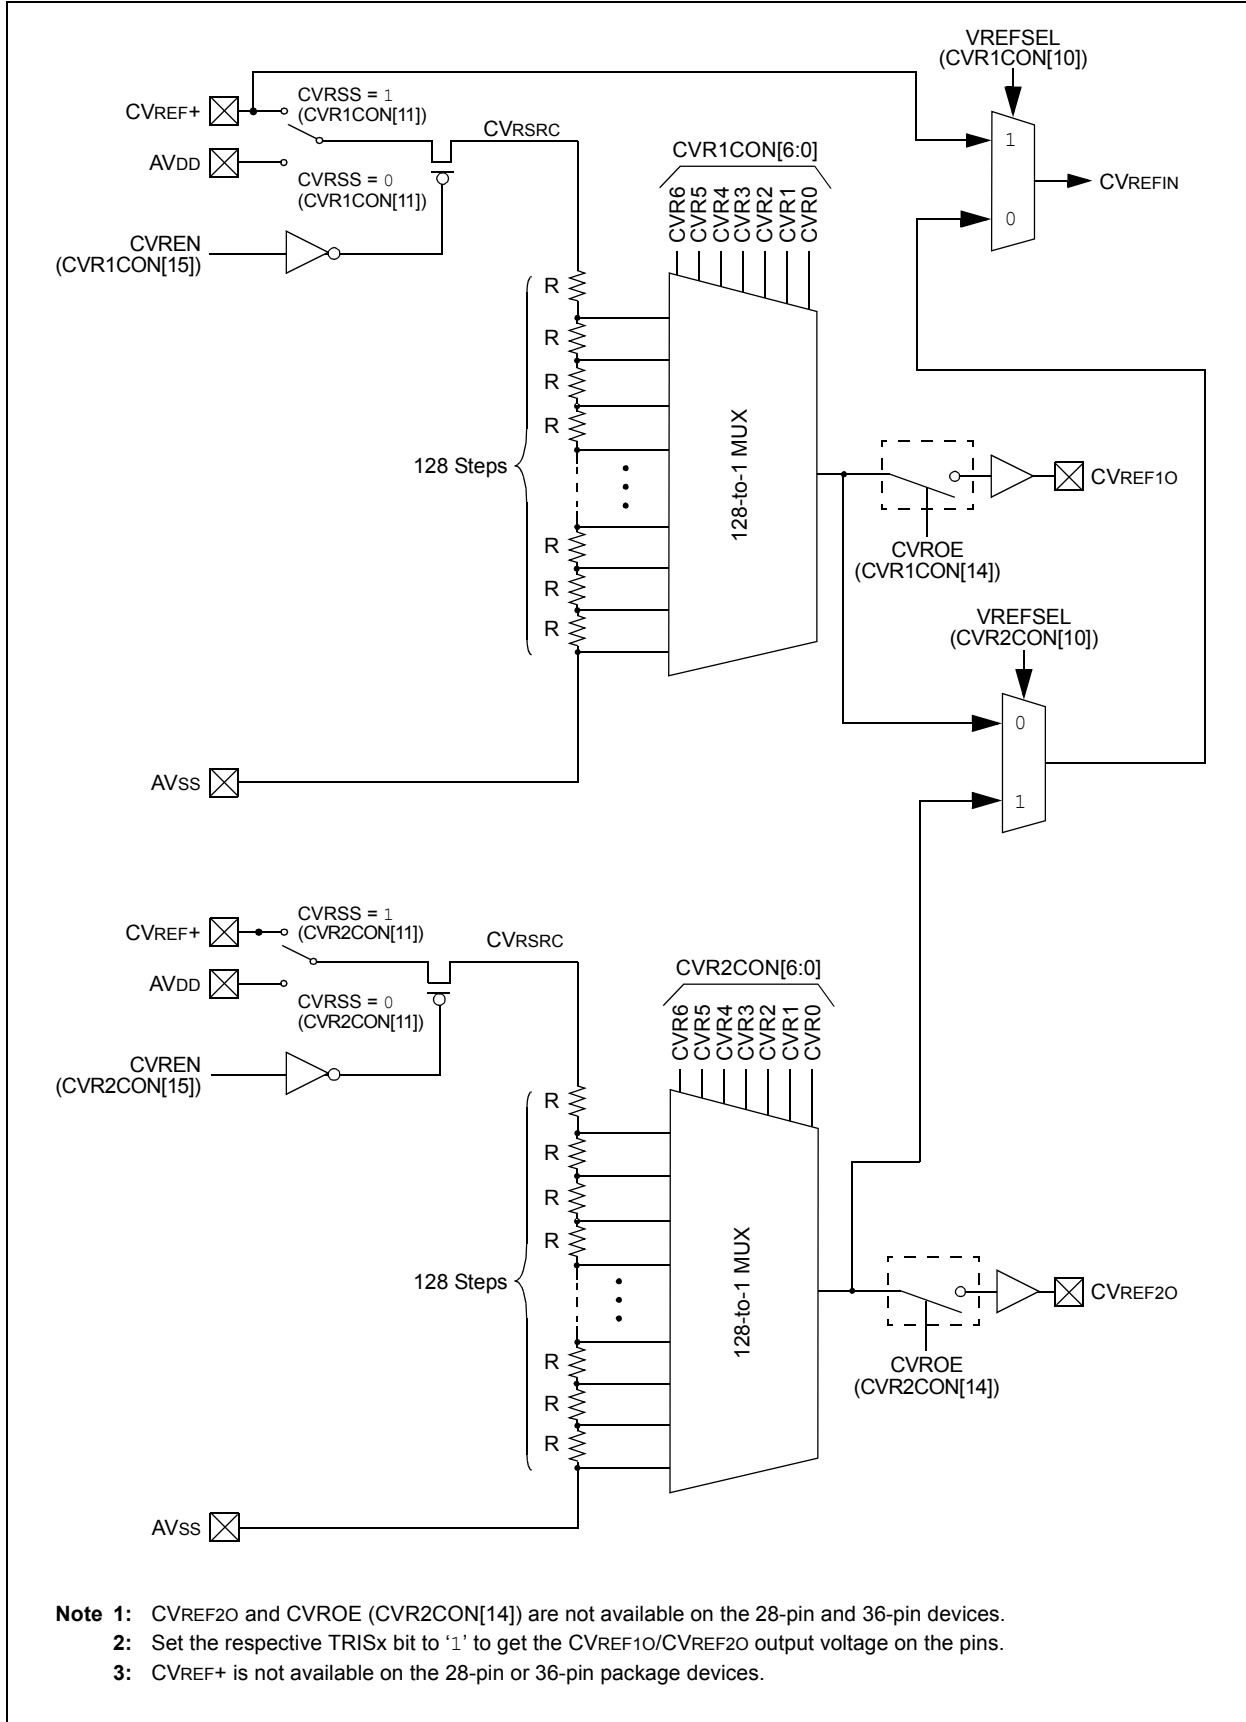 VREFSEL
(CVR1CON[10])
CVREF+
CVRSS = 1
(CVR1CON[11])
CVRSRC
AVDD
CVRSS = 0
(CVR1CON[11])
CVREN
(CVR1CON[15])
CVR1CON[6:0]
CVR6
CVR5
CVR4
CVR3
CVR2
CVR1
CVR0
1
0
CVREFIN
R
R
R
R
128 Steps
R
R
R
128-to-1 MUX
CVREF1O
CVROE
(CVR1CON[14])
VREFSEL
(CVR2CON[10])
0
1
AVSS
CVREF+
CVRSS = 1
(CVR2CON[11])
CVRSRC
AVDD
CVRSS = 0
(CVR2CON[11])
CVREN
(CVR2CON[15])
CVR2CON[6:0]
CVR6
CVR5
CVR4
CVR3
CVR2
CVR1
CVR0
R
R
R
R
128 Steps
R
R
R
128-to-1 MUX
CVREF2O
CVROE
(CVR2CON[14])
AVSS
Note 1: CVREF2O and CVROE (CVR2CON[14]) are not available on the 28-pin and 36-pin devices.
2: Set the respective TRISx bit to ‘1’ to get the CVREF1O/CVREF2O output voltage on the pins.
3: CVREF+ is not available on the 28-pin or 36-pin package devices.